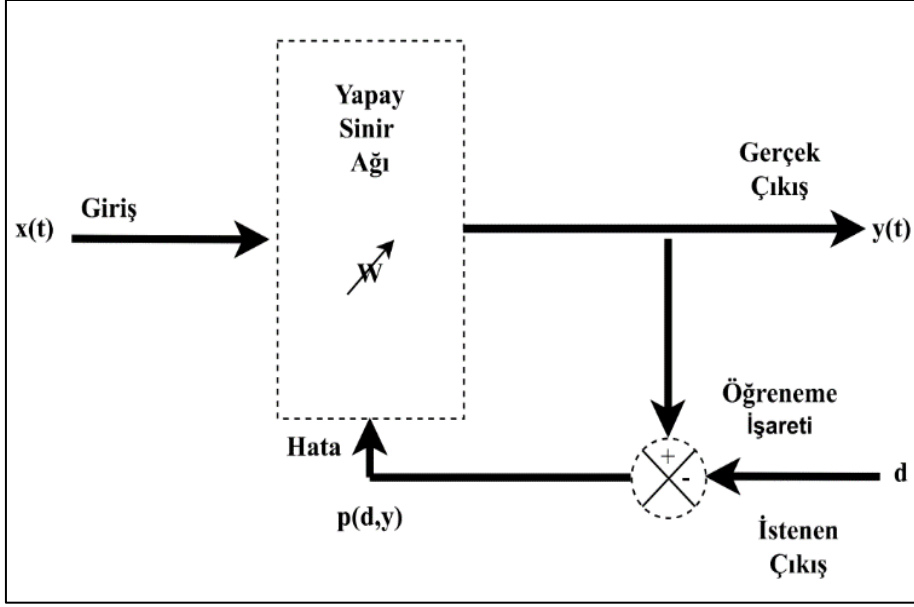 Yapay
Sinir
Ağı
Gerçek
Çıkış
Giriş
x(t)
y(t)
W
Öğreneme
İşareti
Hata
+
-
d
p(d,y)
İstenen
Çıkış